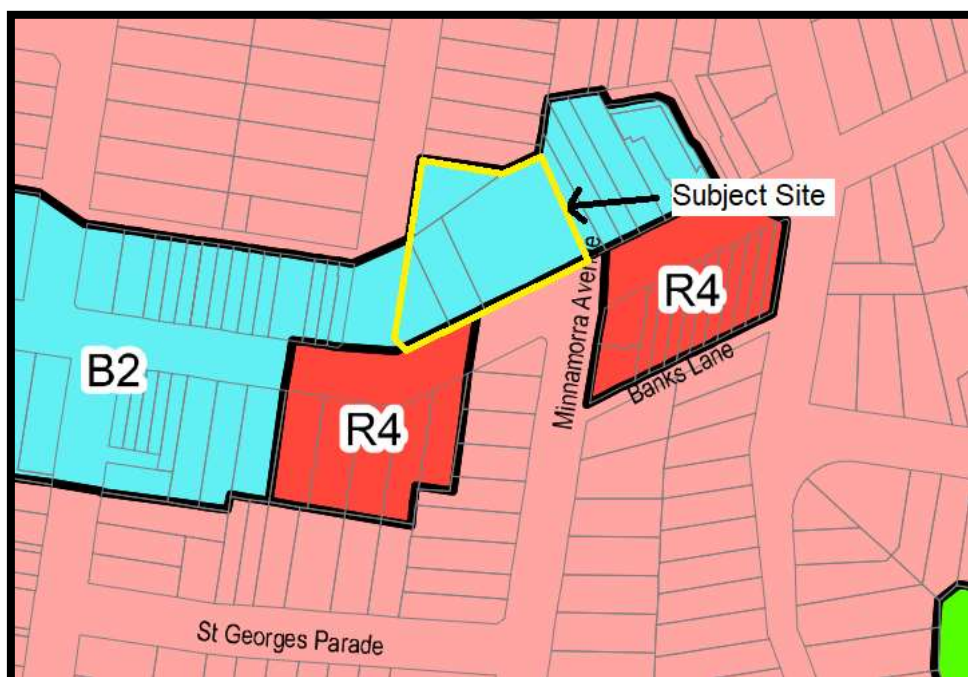 Subject Site
Minnamorra Avenue
R4
Banks Lane
B2
R4
St Georges Parade